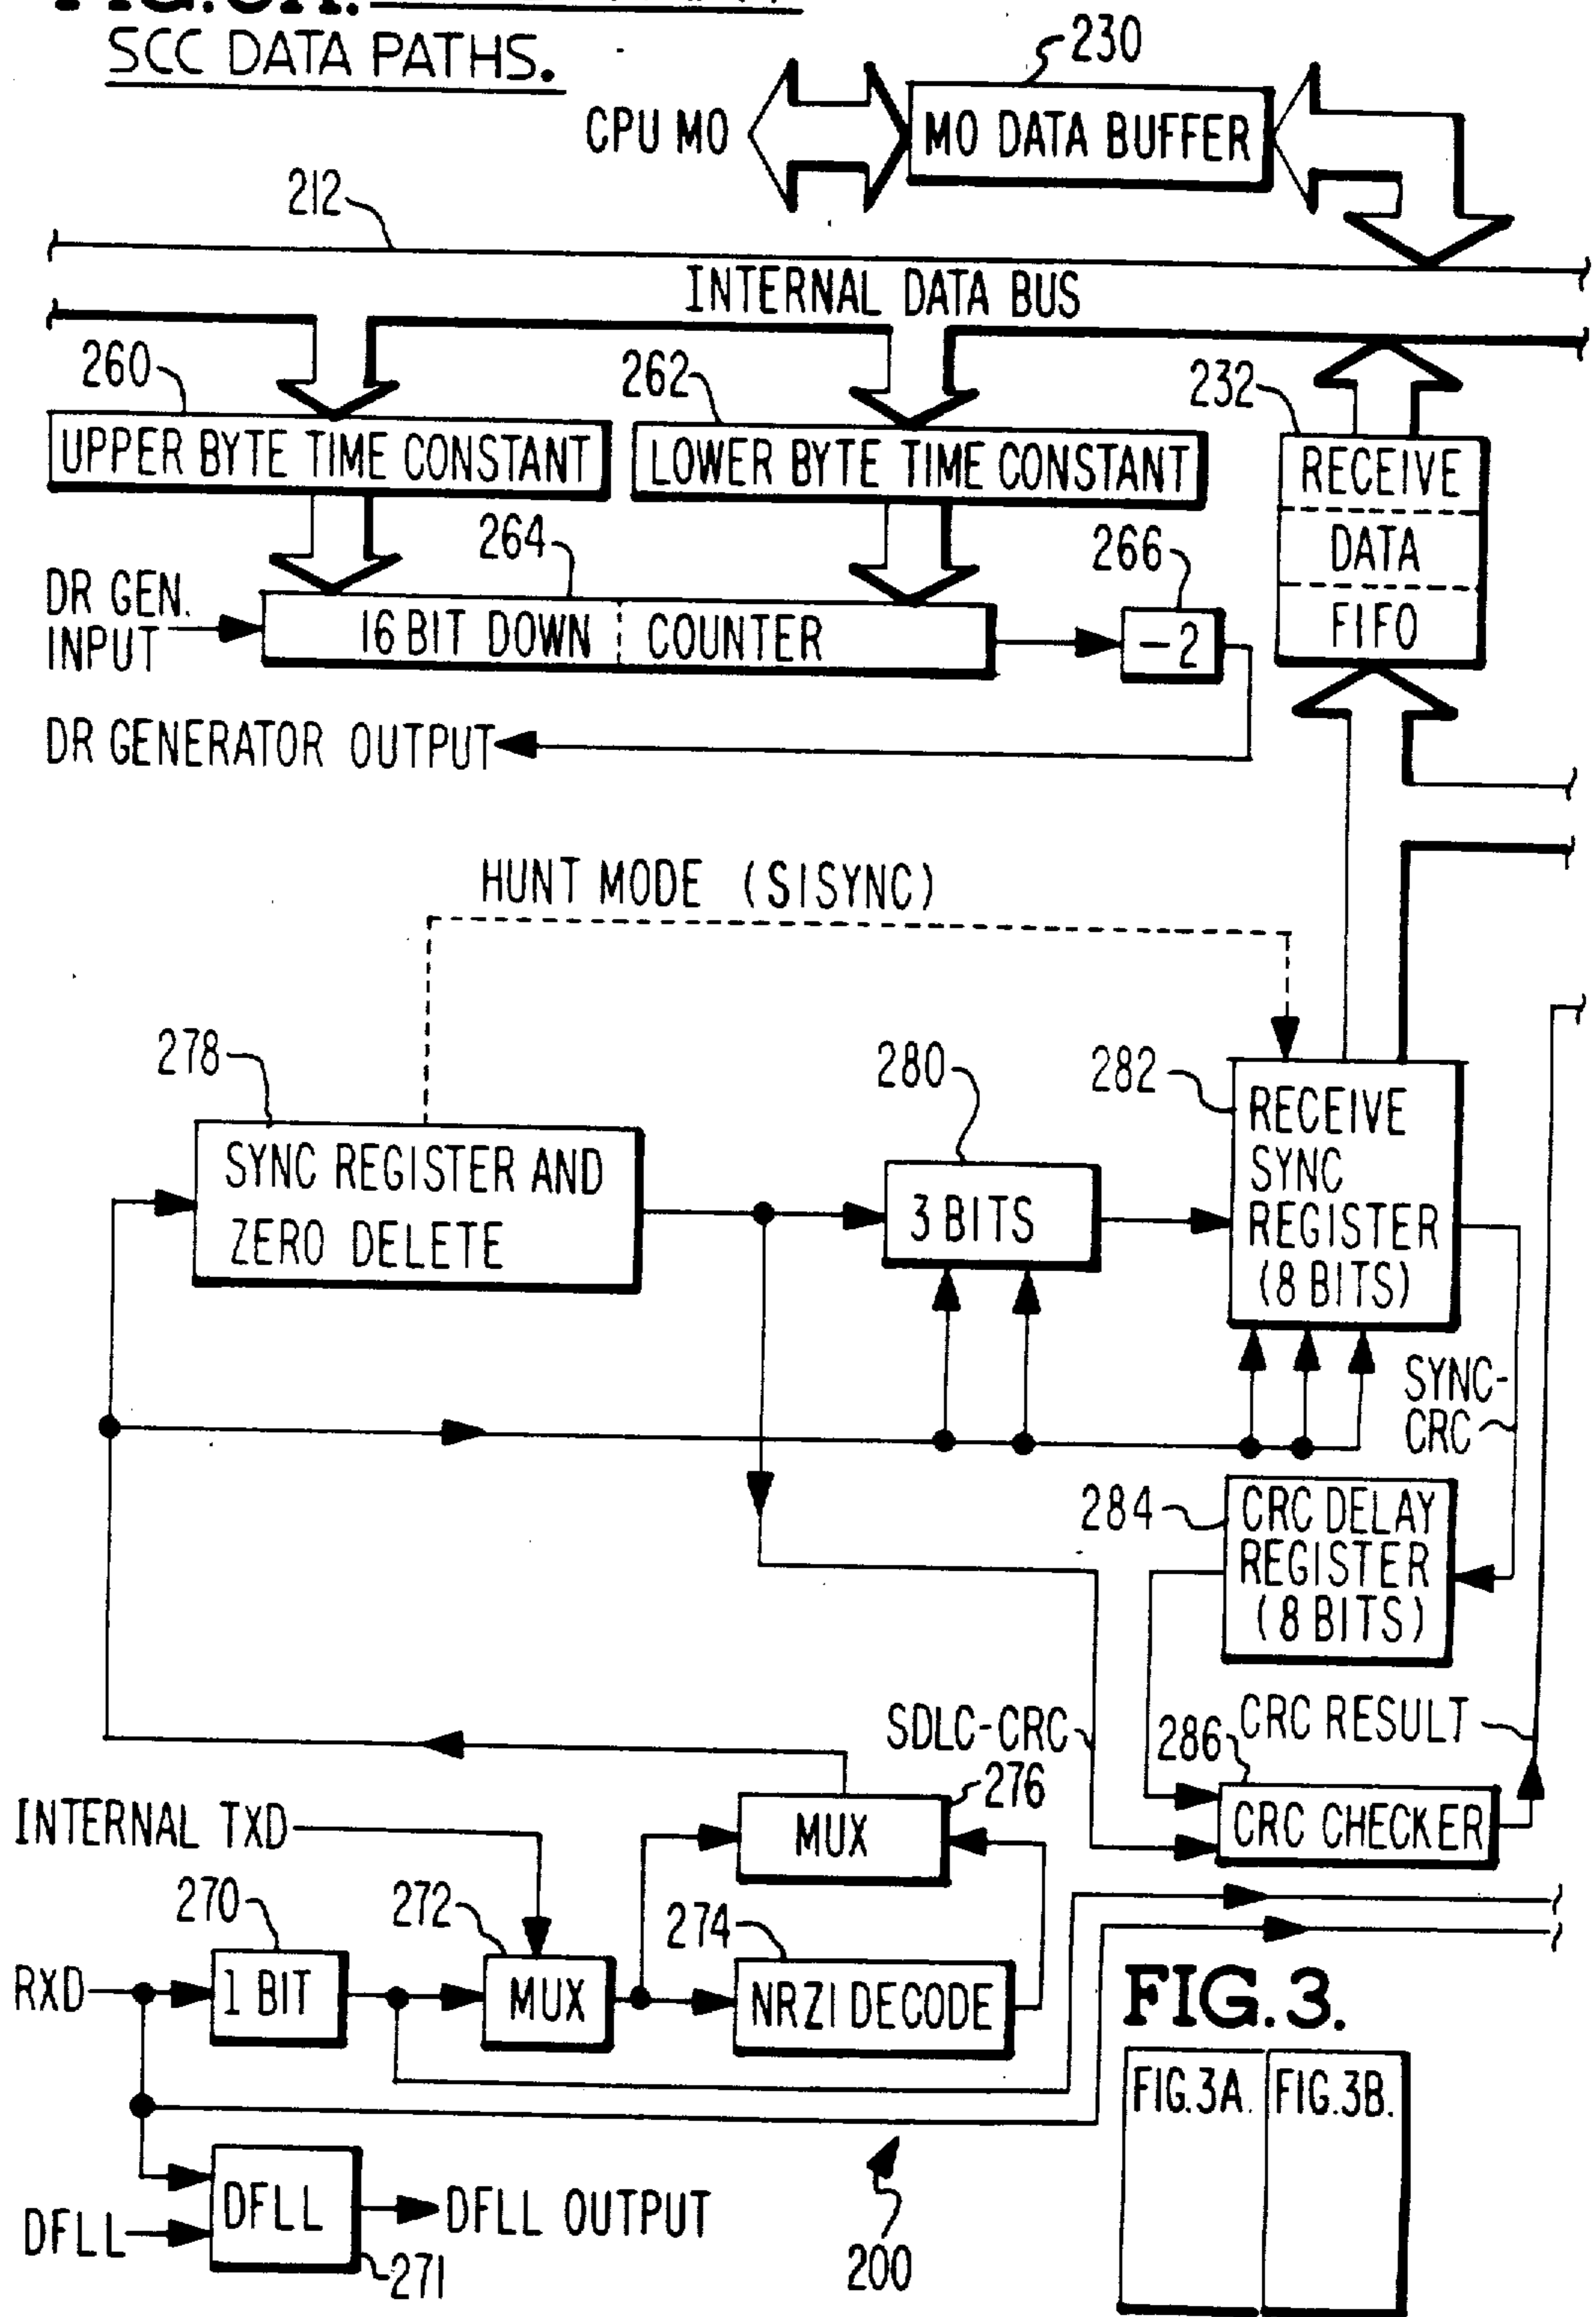 SCC DATA PATHS.
230
CPU MO
MO DATA BUFFER
212
INTERNAL DATA BUS
260
262
232
UPPER BYTE TIME CONSTANT
LOWER BYTE TIME CONSTANT
RECEIVE
DATA
FIFO
264
266
DR GEN.
INPUT
16 BIT DOWN COUNTER
-2
DR GENERATOR OUTPUT
HUNT MODE (SISYNC)
278
280
282
SYNC REGISTER AND
ZERO DELETE
3 BITS
RECEIVE
SYNC
REGISTER
(8 BITS)
SYNC-
CRC
284
CRC DELAY
REGISTER
(8 BITS)
SDLC-CRC
286
CRC RESULT
276
INTERNAL TXD
MUX
CRC CHECKER
270
272
274
RXD
1 BIT
MUX
NRZI DECODE
FIG. 3.
FIG.3A.
FIG.3B.
DFLL
DFLL
DFLL OUTPUT
271
200